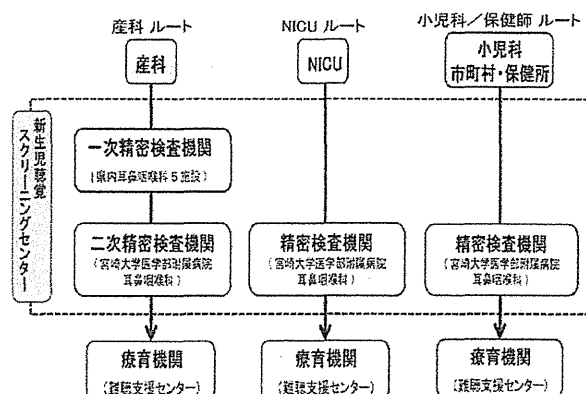 産科 ルート
NICU ルート
小児科／保健師 ルート
産科
NICU
小児科
市町村・保健所
新生児聴覚
スクリーニングセンター
一次精密検査機関
(県内耳鼻咽喉科５施設)
二次精密検査機関
(宮崎大学医学部附属病院
耳鼻咽喉科)
精密検査機関
(宮崎大学医学部附属病院
耳鼻咽喉科)
精密検査機関
(宮崎大学医学部附属病院
耳鼻咽喉科)
療育機関
(難聴支援センター)
療育機関
(難聴支援センター)
療育機関
(難聴支援センター)